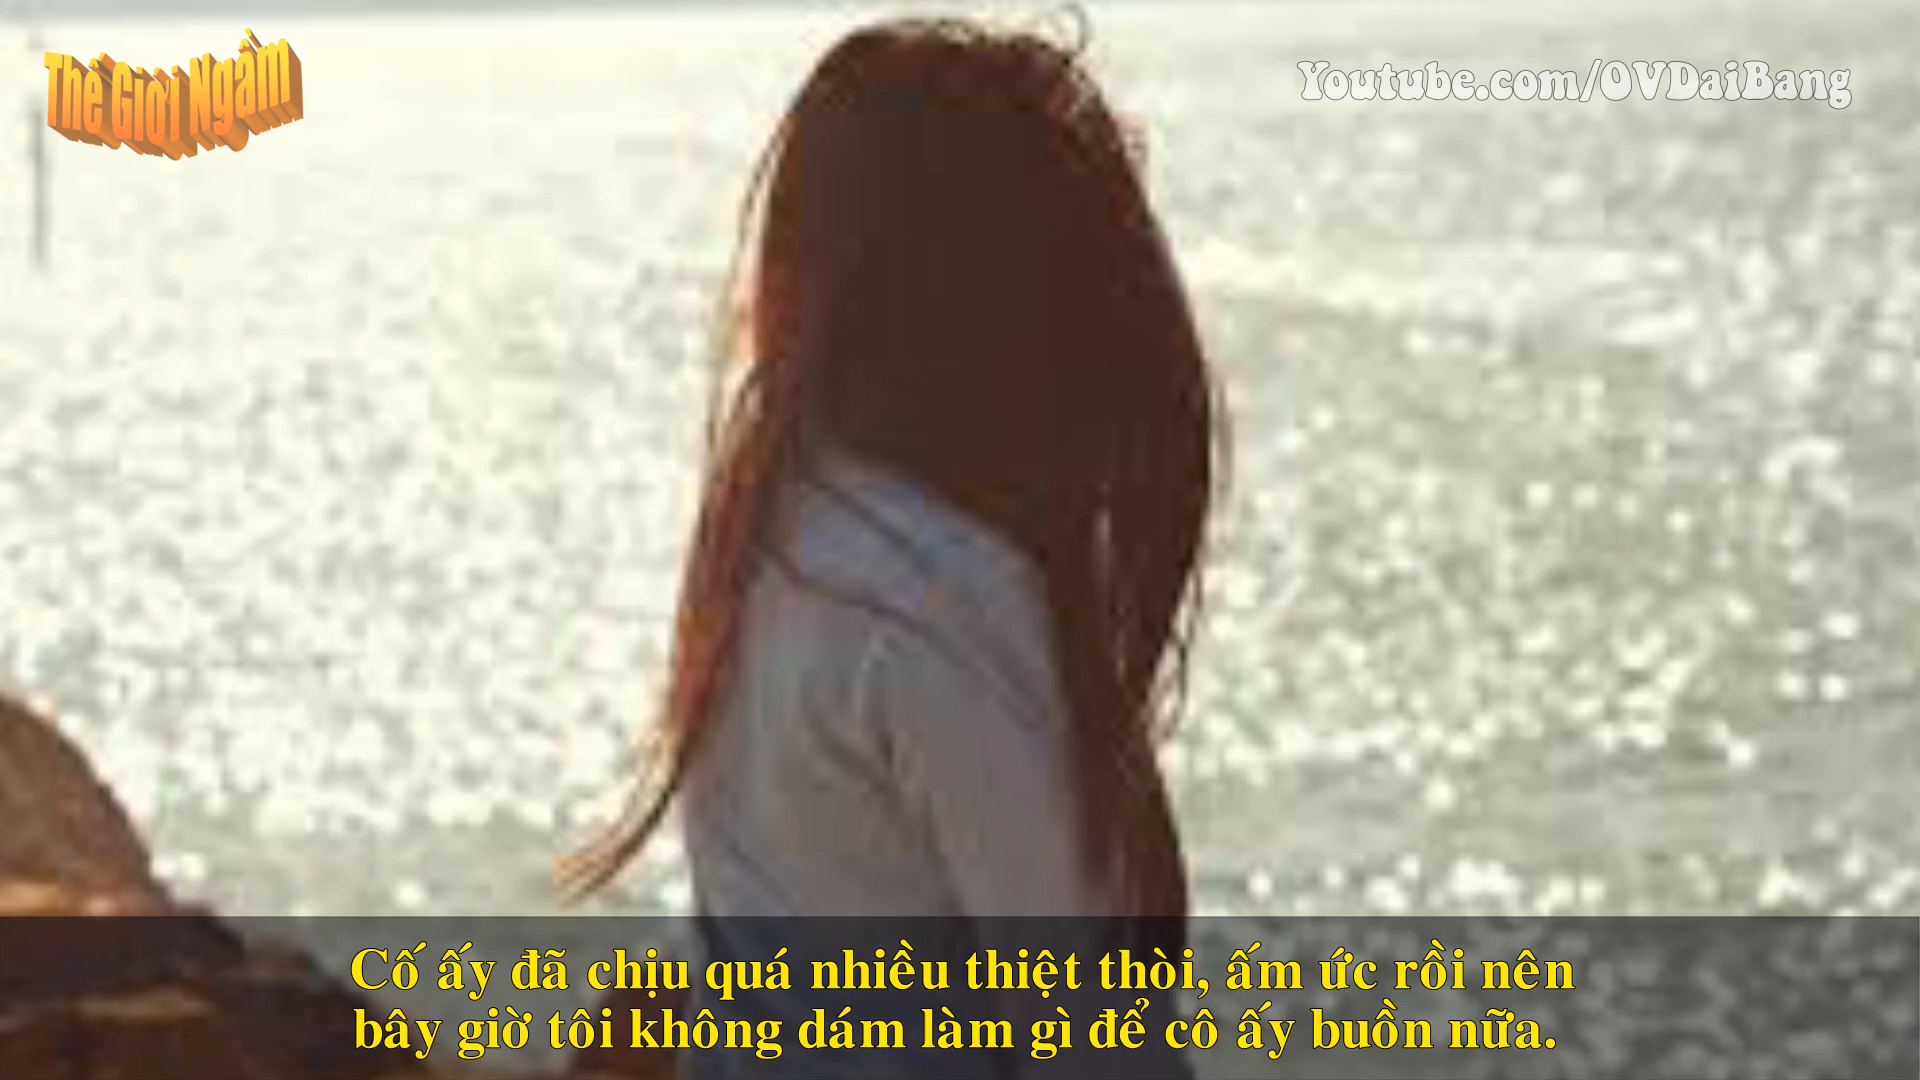 Thế Giới Ngầm
Youtube.com/OVDaiBang
Cố ấy đã chịu quá nhiều thiệt thòi, ấm ức rồi nên
bây giờ tôi không dám làm gì để cô ấy buồn nữa.